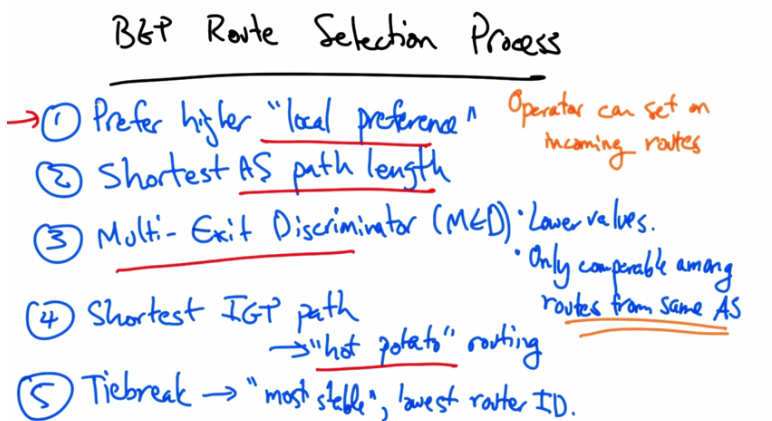 BGP Route Selection Process
→ ① Prefer higher "local preference"
Operator can set on
incoming routes
② Shortest AS path length
③ Multi-Exit Discriminator (MED)
· Lower values.
· Only comparable among
routes from same AS
④ Shortest IGP path
→ "hot potato" routing
⑤ Tiebreak → "most stable", lowest router ID.